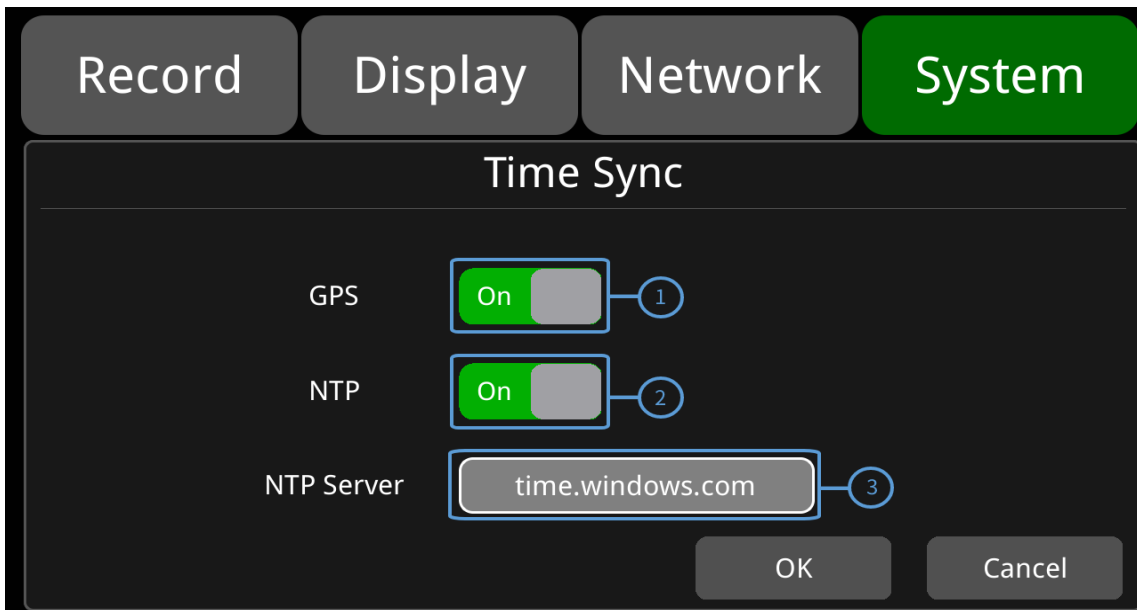 Record Display Network System
Time Sync
GPS On 1
NTP On 2
NTP Server time.windows.com 3
OK Cancel